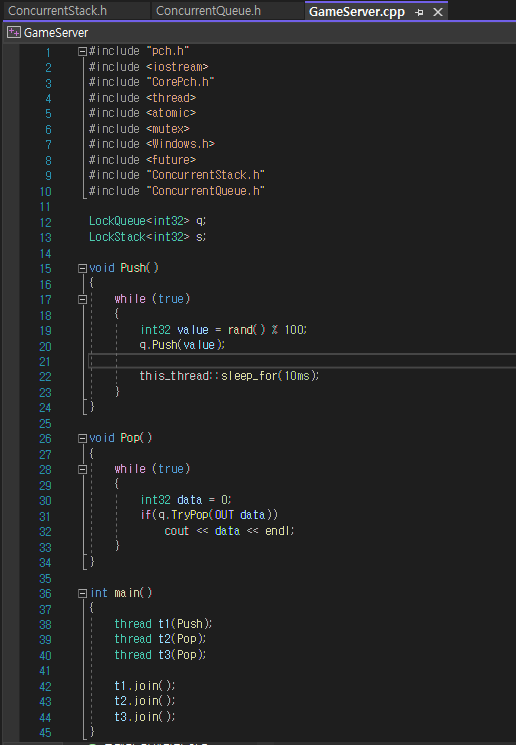 ConcurrentStack.h ConcurrentQueue.h GameServer.cpp
GameServer
1 #include "pch.h"
2 #include <iostream>
3 #include "CorePch.h"
4 #include <thread>
5 #include <atomic>
6 #include <mutex>
7 #include <Windows.h>
8 #include <future>
9 #include "ConcurrentStack.h"
10 #include "ConcurrentQueue.h"
11
12 LockQueue<int32> q;
13 LockStack<int32> s;
14
15 void Push()
16 {
17 while (true)
18 {
19 int32 value = rand() % 100;
20 q.Push(value);
21
22 this_thread::sleep_for(10ms);
23 }
24 }
25
26 void Pop()
27 {
28 while (true)
29 {
30 int32 data = 0;
31 if(q.TryPop(OUT data))
32 cout << data << endl;
33 }
34 }
35
36 int main()
37 {
38 thread t1(Push);
39 thread t2(Pop);
40 thread t3(Pop);
41
42 t1.join();
43 t2.join();
44 t3.join();
45 }